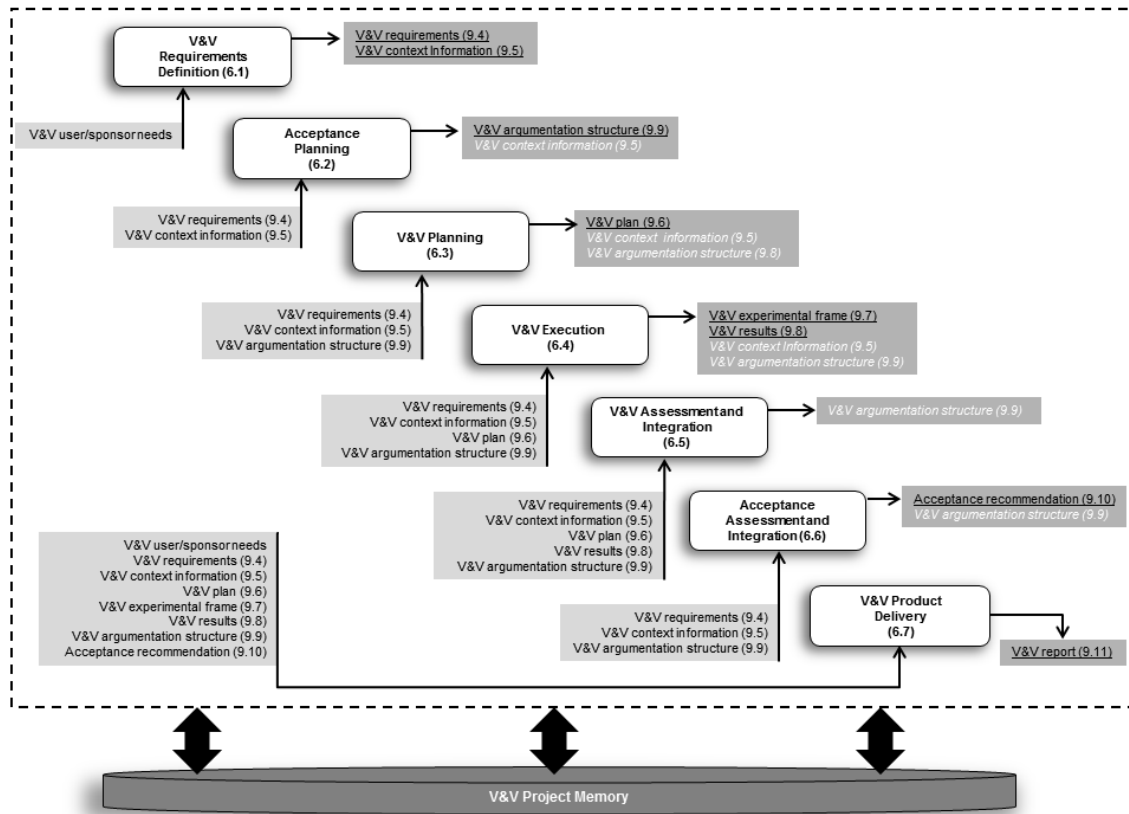 V&V
Requirements
Definition (6.1)
V&V requirements (9.4)
V&V context Information (9.5)
V&V user/sponsor needs
Acceptance
Planning
(6.2)
V&V argumentation structure (9.9)
V&V context information (9.5)
V&V requirements (9.4)
V&V context information (9.5)
V&V Planning
(6.3)
V&V plan (9.6)
V&V context information (9.5)
V&V argumentation structure (9.8)
V&V requirements (9.4)
V&V context information (9.5)
V&V argumentation structure (9.9)
V&V Execution
(6.4)
V&V experimental frame (9.7)
V&V results (9.8)
V&V context Information (9.5)
V&V argumentation structure (9.9)
V&V requirements (9.4)
V&V context information (9.5)
V&V plan (9.6)
V&V argumentation structure (9.9)
V&V Assessment and
Integration
(6.5)
V&V argumentation structure (9.9)
V&V requirements (9.4)
V&V context information (9.5)
V&V plan (9.6)
V&V results (9.8)
V&V argumentation structure (9.9)
Acceptance
Assessment and
Integration (6.6)
Acceptance recommendation (9.10)
V&V argumentation structure (9.9)
V&V requirements (9.4)
V&V context information (9.5)
V&V argumentation structure (9.9)
V&V user/sponsor needs
V&V requirements (9.4)
V&V context information (9.5)
V&V plan (9.6)
V&V experimental frame (9.7)
V&V results (9.8)
V&V argumentation structure (9.9)
Acceptance recommendation (9.10)
V&V Product
Delivery
(6.7)
V&V report (9.11)
V&V Project Memory